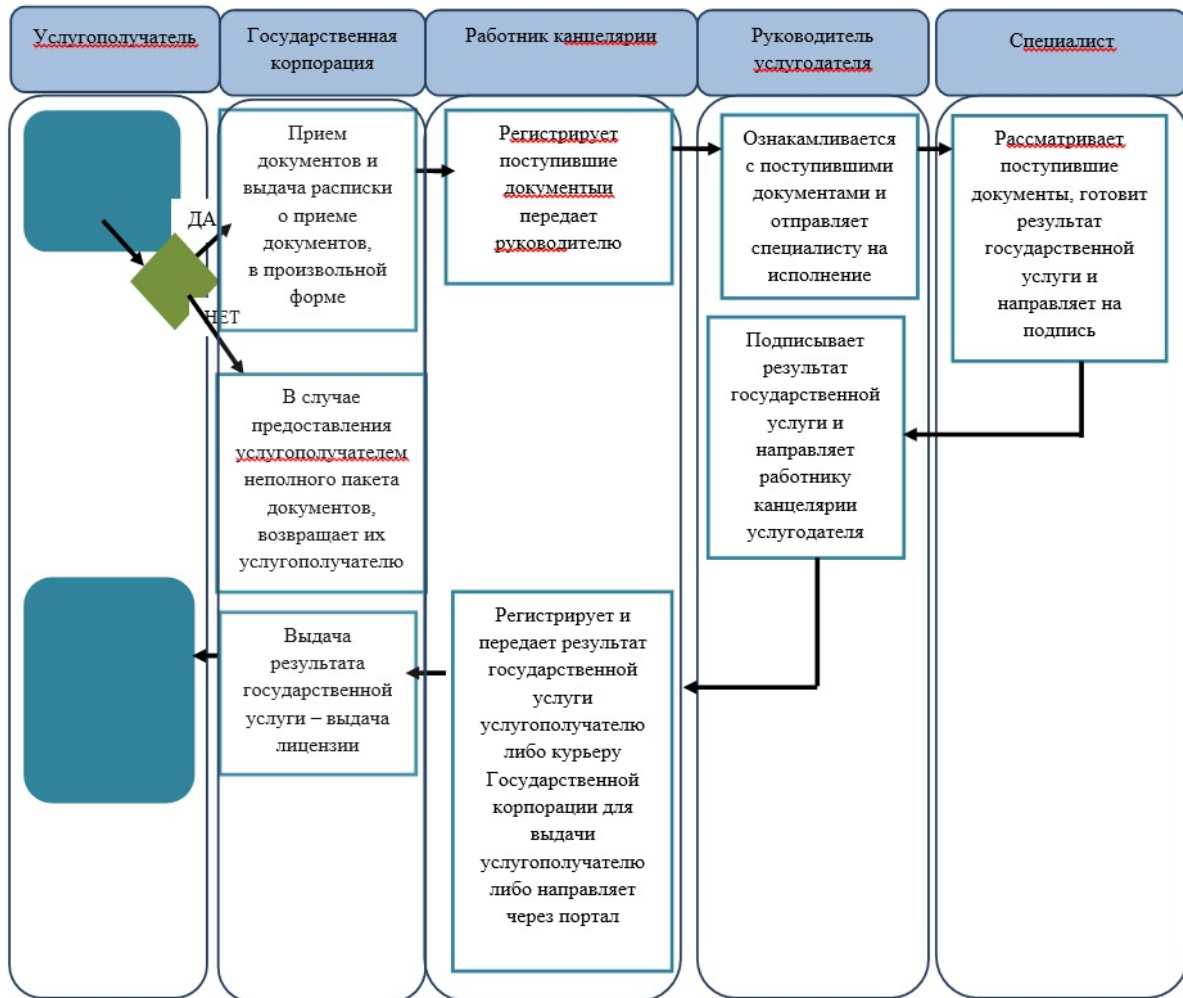 Услугополучатель
Государственная
корпорация
Работник канцелярии
Руководитель
услугодателя
Специалист
ДА
НЕТ
Прием
документов и
выдача расписки
о приеме
документов,
в произвольной
форме
Регистрирует
поступившие
документыи
передает
руководителю
Ознакамливается
с поступившими
документами и
отправляет
специалисту на
исполнение
Рассматривает
поступившие
документы, готовит
результат
государственной
услуги и
направляет на
подпись
В случае
предоставления
услугополучателем
неполного пакета
документов,
возвращает их
услугополучателю
Подписывает
результат
государственной
услуги и
направляет
работнику
канцелярии
услугодателя
Выдача
результата
государственной
услуги – выдача
лицензии
Регистрирует и
передает результат
государственной
услуги
услугополучателю
либо курьеру
Государственной
корпорации для
выдачи
услугополучателю
либо направляет
через портал